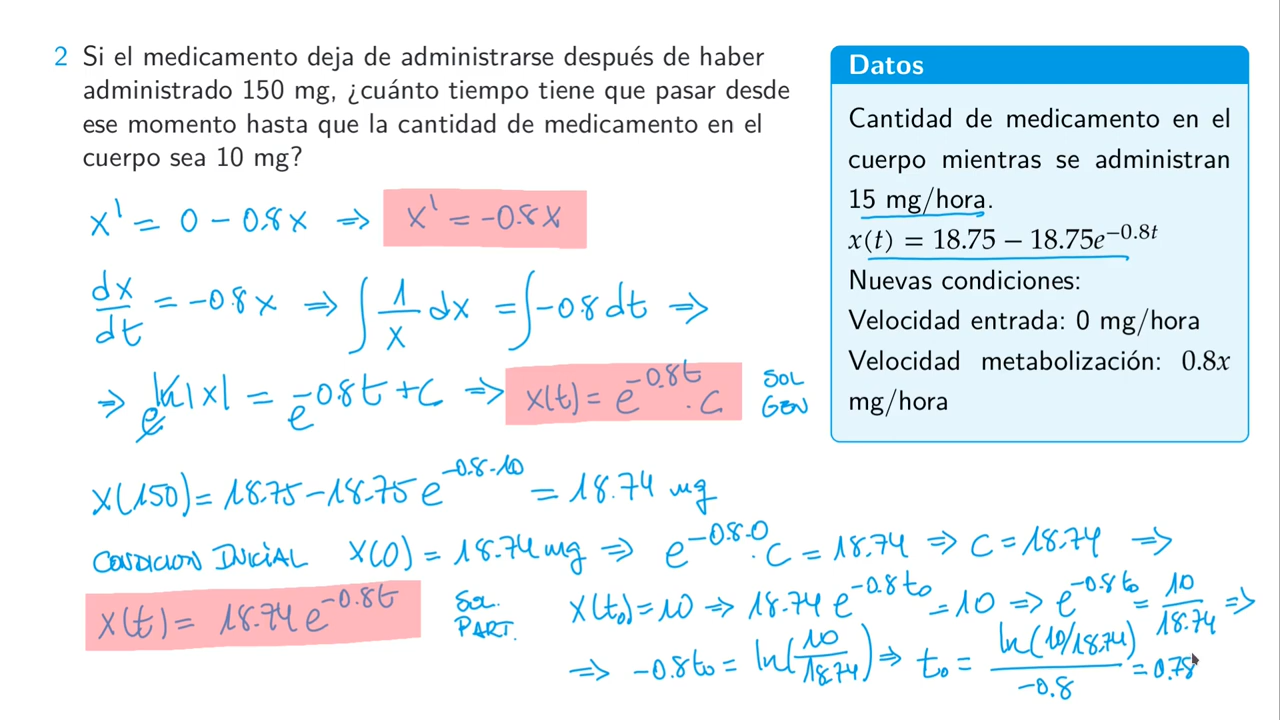 2 Si el medicamento deja de administrarse después de haber
administrado 150 mg, ¿cuánto tiempo tiene que pasar desde
ese momento hasta que la cantidad de medicamento en el
cuerpo sea 10 mg?
x' = 0 - 0.8x ⇒ x' = -0.8x
dx/dt = -0.8x ⇒ ∫ 1/x dx = ∫ -0.8 dt ⇒
⇒ e^ln|x| = e^-0.8t + C ⇒ x(t) = e^-0.8t · C SOL GEN
x(150) = 18.75 - 18.75 e^-0.8·10 = 18.74 mg
CONDICION INICIAL x(0) = 18.74 mg ⇒ e^-0.8·0 · C = 18.74 ⇒ C = 18.74 ⇒
x(t) = 18.74 e^-0.8t SOL. PART.
x(t₀) = 10 ⇒ 18.74 e^-0.8t₀ = 10 ⇒ e^-0.8t₀ = 10/18.74 ⇒
⇒ -0.8t₀ = ln(10/18.74) ⇒ t₀ = ln(10/18.74)/-0.8 = 0.78
Datos
Cantidad de medicamento en el
cuerpo mientras se administran
15 mg/hora.
x(t) = 18.75 − 18.75e^−0.8t
Nuevas condiciones:
Velocidad entrada: 0 mg/hora
Velocidad metabolización: 0.8x
mg/hora